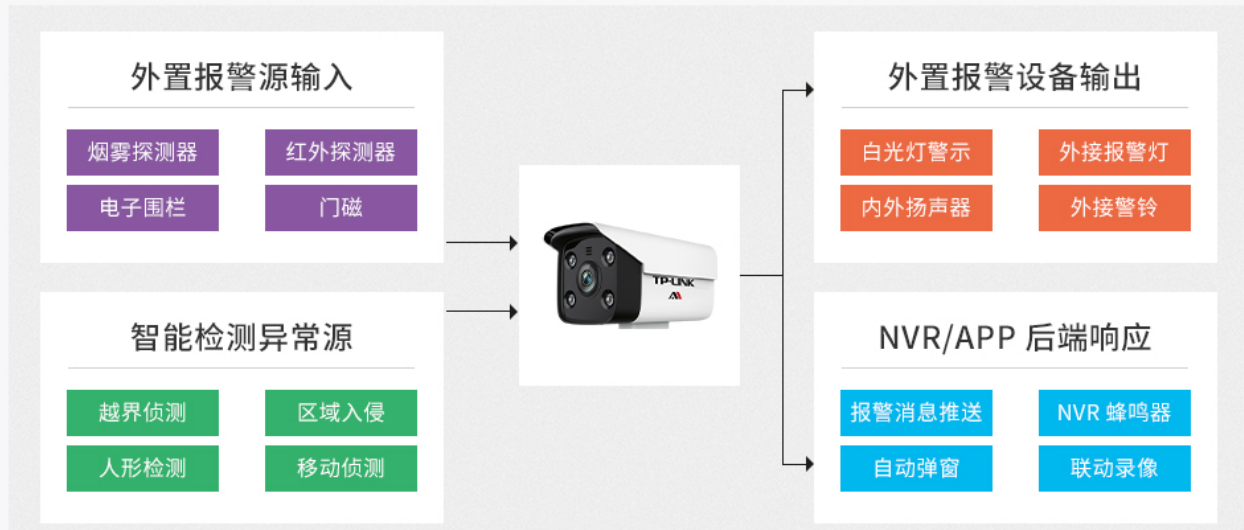 外置报警源输入
烟雾探测器 红外探测器
电子围栏 门磁
智能检测异常源
越界侦测 区域入侵
人形检测 移动侦测
TP-LINK
外置报警设备输出
白光灯警示 外接报警灯
内外扬声器 外接警铃
NVR/APP 后端响应
报警消息推送 NVR 蜂鸣器
自动弹窗 联动录像